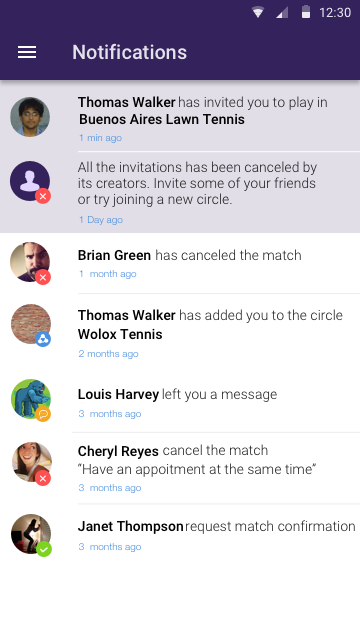 12:30
Notifications
Thomas Walker has invited you to play in
Buenos Aires Lawn Tennis
1 min ago
All the invitations has been canceled by
its creators. Invite some of your friends
or try joining a new circle.
1 Day ago
Brian Green has canceled the match
1 month ago
Thomas Walker has added you to the circle
Wolox Tennis
2 months ago
Louis Harvey left you a message
3 months ago
Cheryl Reyes cancel the match
“Have an appoitment at the same time”
3 months ago
Janet Thompson request match confirmation
3 months ago